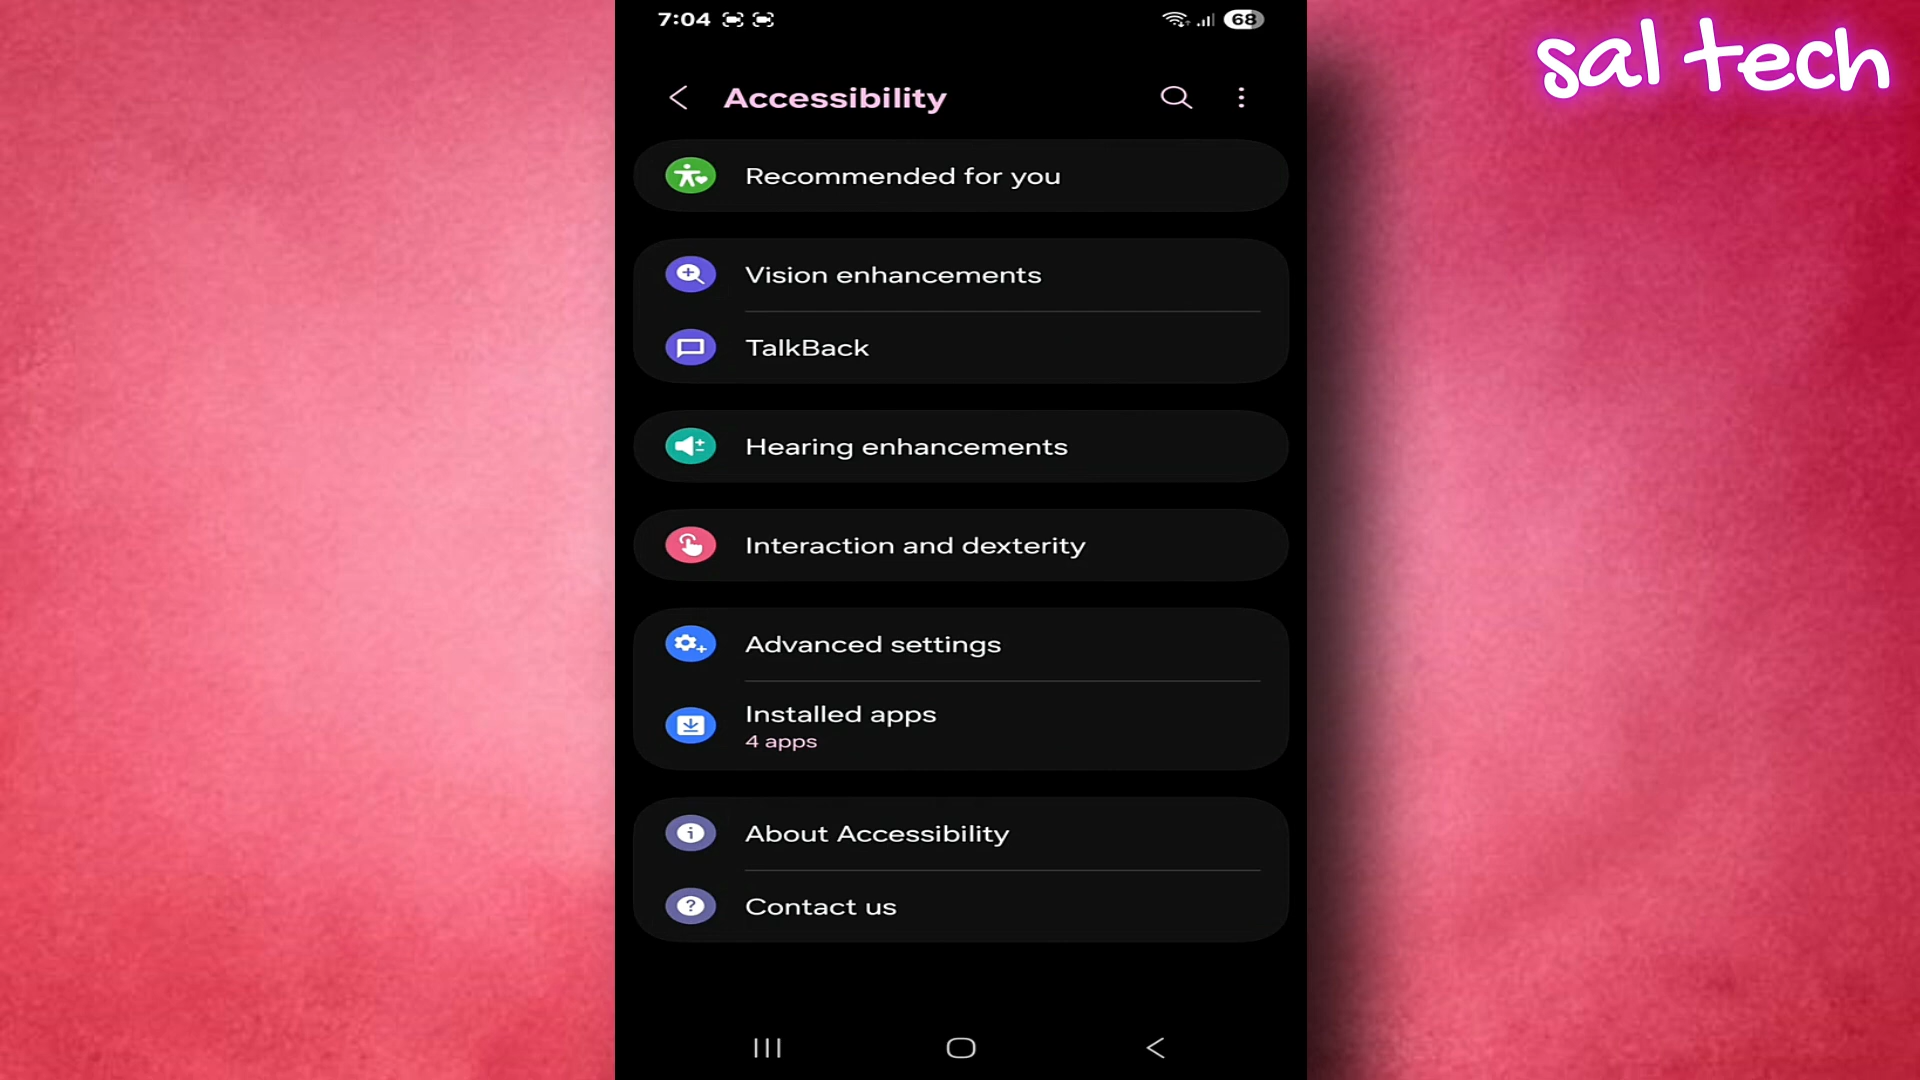 7:04
68
sal tech
Accessibility
Recommended for you
Vision enhancements
TalkBack
Hearing enhancements
Interaction and dexterity
Advanced settings
Installed apps
4 apps
About Accessibility
Contact us